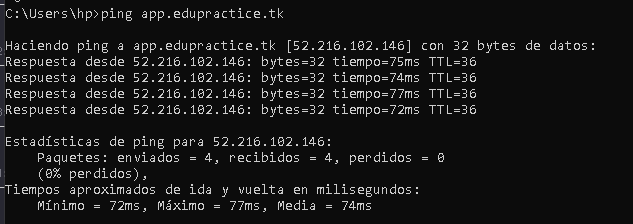 C:\Users\hp>ping app.edupractice.tk
Haciendo ping a app.edupractice.tk [52.216.102.146] con 32 bytes de datos:
Respuesta desde 52.216.102.146: bytes=32 tiempo=75ms TTL=36
Respuesta desde 52.216.102.146: bytes=32 tiempo=74ms TTL=36
Respuesta desde 52.216.102.146: bytes=32 tiempo=77ms TTL=36
Respuesta desde 52.216.102.146: bytes=32 tiempo=72ms TTL=36
Estadísticas de ping para 52.216.102.146:
Paquetes: enviados = 4, recibidos = 4, perdidos = 0
(0% perdidos),
Tiempos aproximados de ida y vuelta en milisegundos:
Mínimo = 72ms, Máximo = 77ms, Media = 74ms